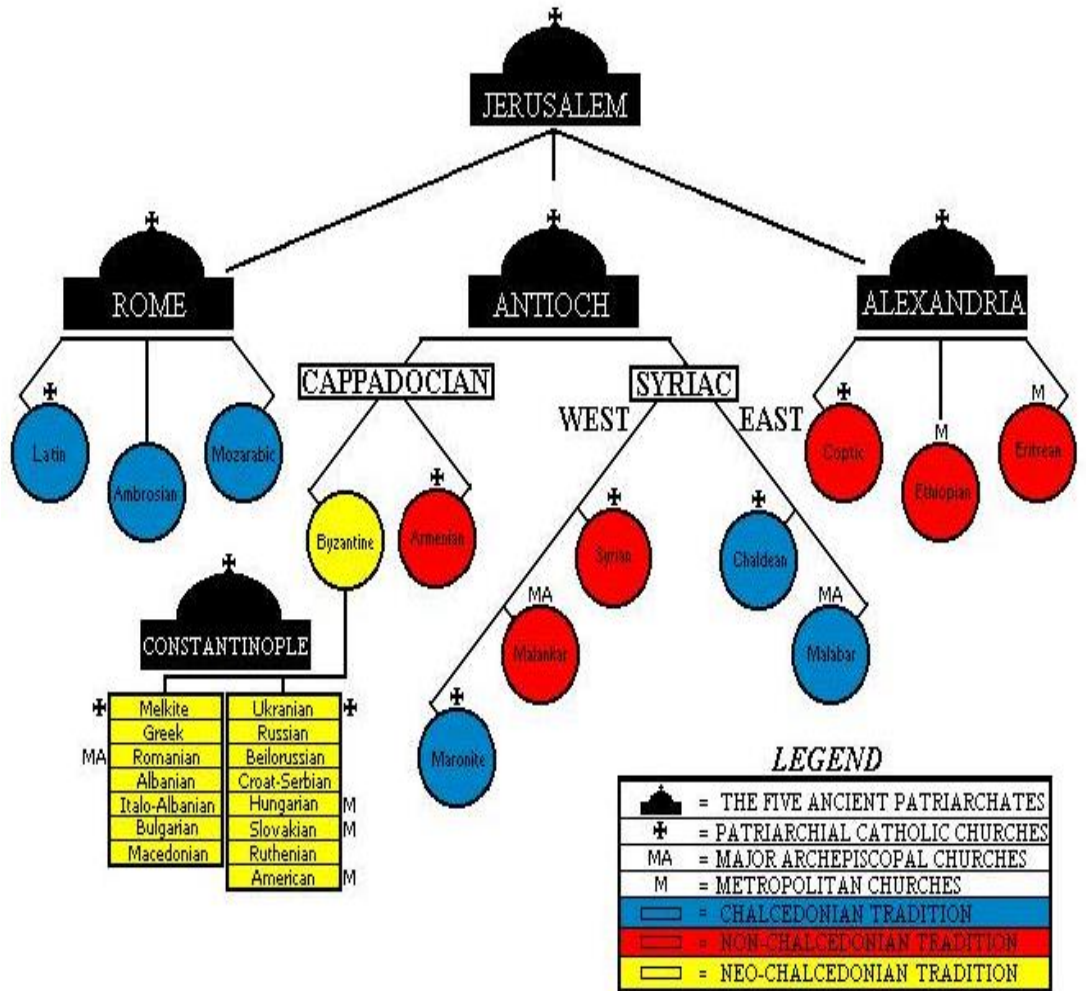 JERUSALEM
ROME
ANTIOCH
ALEXANDRIA
CAPPADOCIAN
SYRIAC
WEST
EAST
Latin
Ambrosian
Mozarabic
Byzantine
Armenian
Syrian
MA
Malankar
Maronite
Chaldean
MA
Malabar
Coptic
M
Ethiopian
M
Eritrean
CONSTANTINOPLE
Melkite
Greek
MA Romanian
Albanian
Italo-Albanian
Bulgarian
Macedonian
Ukranian
Russian
Beilorussian
Croat-Serbian
Hungarian M
Slovakian M
Ruthenian
American M
LEGEND
= THE FIVE ANCIENT PATRIARCHATES
= PATRIARCHIAL CATHOLIC CHURCHES
MA = MAJOR ARCHEPISCOPAL CHURCHES
M = METROPOLITAN CHURCHES
= CHALCEDONIAN TRADITION
= NON-CHALCEDONIAN TRADITION
= NEO-CHALCEDONIAN TRADITION